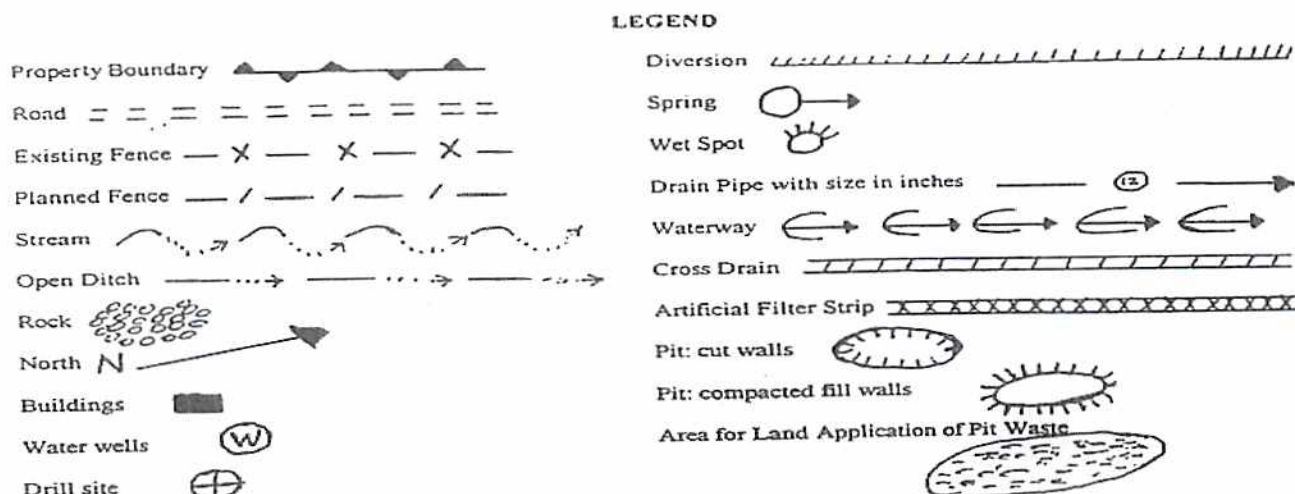 LEGEND
Property Boundary
Road
Existing Fence
Planned Fence
Stream
Open Ditch
Rock
North N
Buildings
Water wells W
Drill site
Diversion
Spring
Wet Spot
Drain Pipe with size in inches 12
Waterway
Cross Drain
Artificial Filter Strip
Pit: cut walls
Pit: compacted fill walls
Area for Land Application of Pit Waste